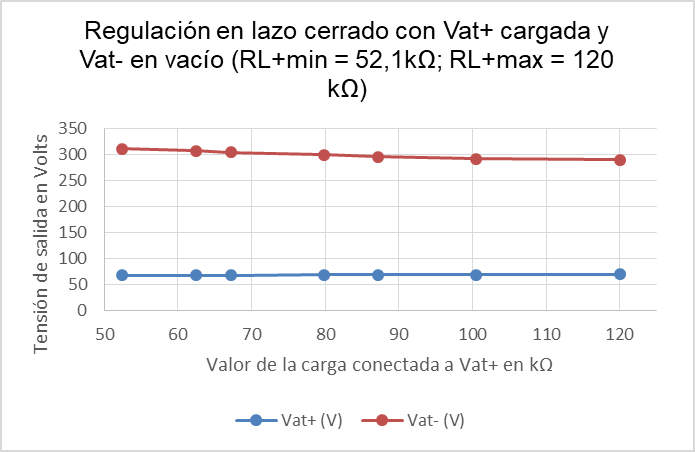 Regulación en lazo cerrado con Vat+ cargada y
Vat- en vacío (RL+min = 52,1kΩ; RL+max = 120
kΩ)
Tensión de salida en Volts
350
300
250
200
150
100
50
0
50 60 70 80 90 100 110 120
Valor de la carga conectada a Vat+ en kΩ
Vat+ (V) Vat- (V)